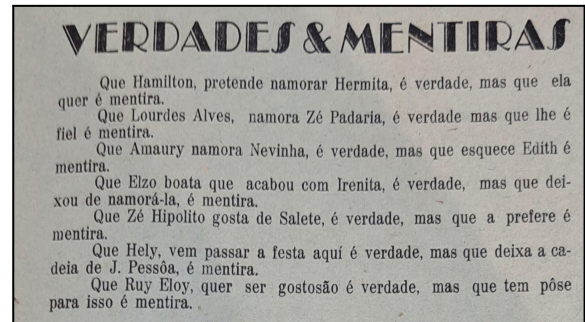 VERDADES & MENTIRAS
Que Hamilton, pretende namorar Hermita, é verdade, mas que ela
quer é mentira.
Que Lourdes Alves, namora Zé Padaria, é verdade mas que lhe é
fiel é mentira.
Que Amaury namora Nevinha, é verdade, mas que esquece Edith é
mentira.
Que Elzo boata que acabou com Irenita, é verdade, mas que dei-
xou de namorá-la, é mentira.
Que Zé Hipolito gosta de Salete, é verdade, mas que a prefere é
mentira.
Que Hely, vem passar a festa aquí é verdade, mas que deixa a ca-
deia de J. Pessôa, é mentira.
Que Ruy Eloy, quer ser gostosão é verdade, mas que tem pôse
para isso é mentira.